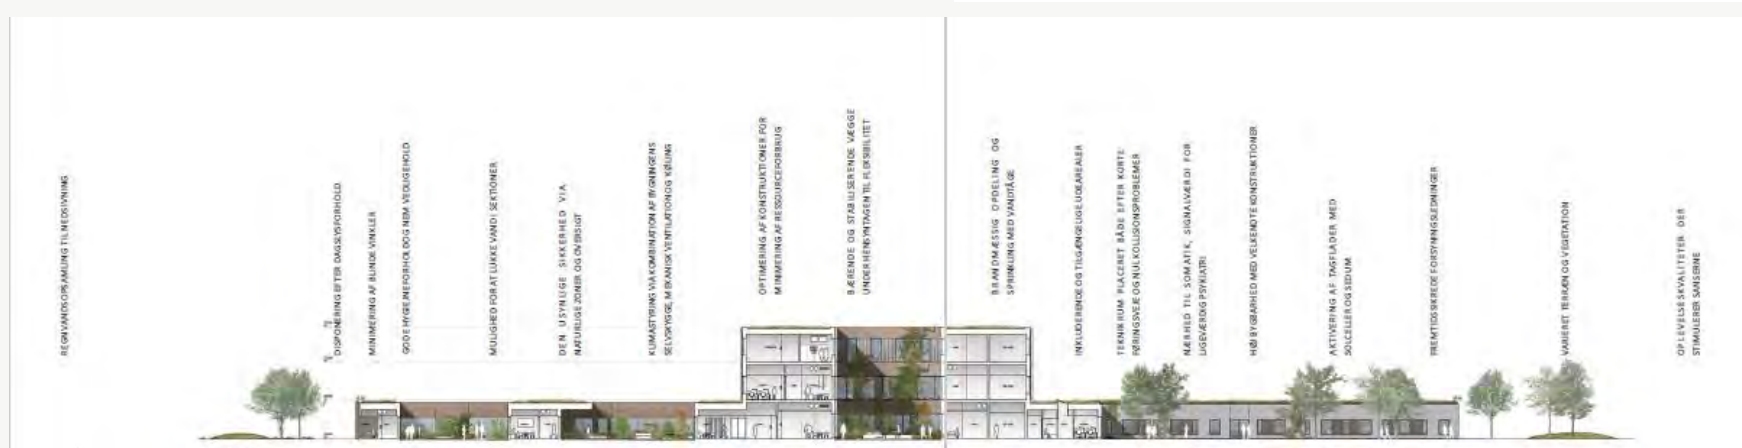 REGNVANDSOPSAMLING TIL NEDSIVNING
DISPONERING EFTER DAGSLYSFORHOLD
MINIMERING AF BLINDE VINKLER
GODE HYGIEJNEFORHOLD OG NEM VEDLIGEHOLD
MULIGHED FOR AT LUKKE VAND I SEKTIONER
DEN USYNLIGE SIKKERHED VIA
NATURLIGE ZONER OG OVERSIGT
KLIMASTYRING VIA KOMBINATION AF BYGNINGENS
SELVSKYGGE, MEKANISK VENTILATION OG KØLING
OPTIMERING AF KONSTRUKTIONER FOR
MINIMERING AF RESSOURCEFORBRUG
BÆRENDE OG STABILISERENDE VÆGGE
UNDER HENSYNTAGEN TIL FLEKSIBILITET
BRANDMÆSSIG OPDELING OG
SPRINKLING MED VANDTÅGE
INKLUDERENDE OG TILGÆNGELIGE UDEAREALER
TEKNIKRUM PLACERET BÅDE EFTER KORTE
FØRINGSVEJE OG NUL KOLLISIONSPROBLEMER
NÆRHED TIL SOMATIK, SIGNALVÆRDI FOR
LIGEVÆRDIG PSYKIATRI
HØJ BYGBARHED MED VELKENDTE KONSTRUKTIONER
AKTIVERING AF TAGFLADER MED
SOLCELLER OG SEDUM
FREMTIDSSIKREDE FORSYNINGSLEDNINGER
VARIERET TERRÆN OG VEGETATION
OPLEVELSESKVALITETER DER
STIMULERER SANSERNE